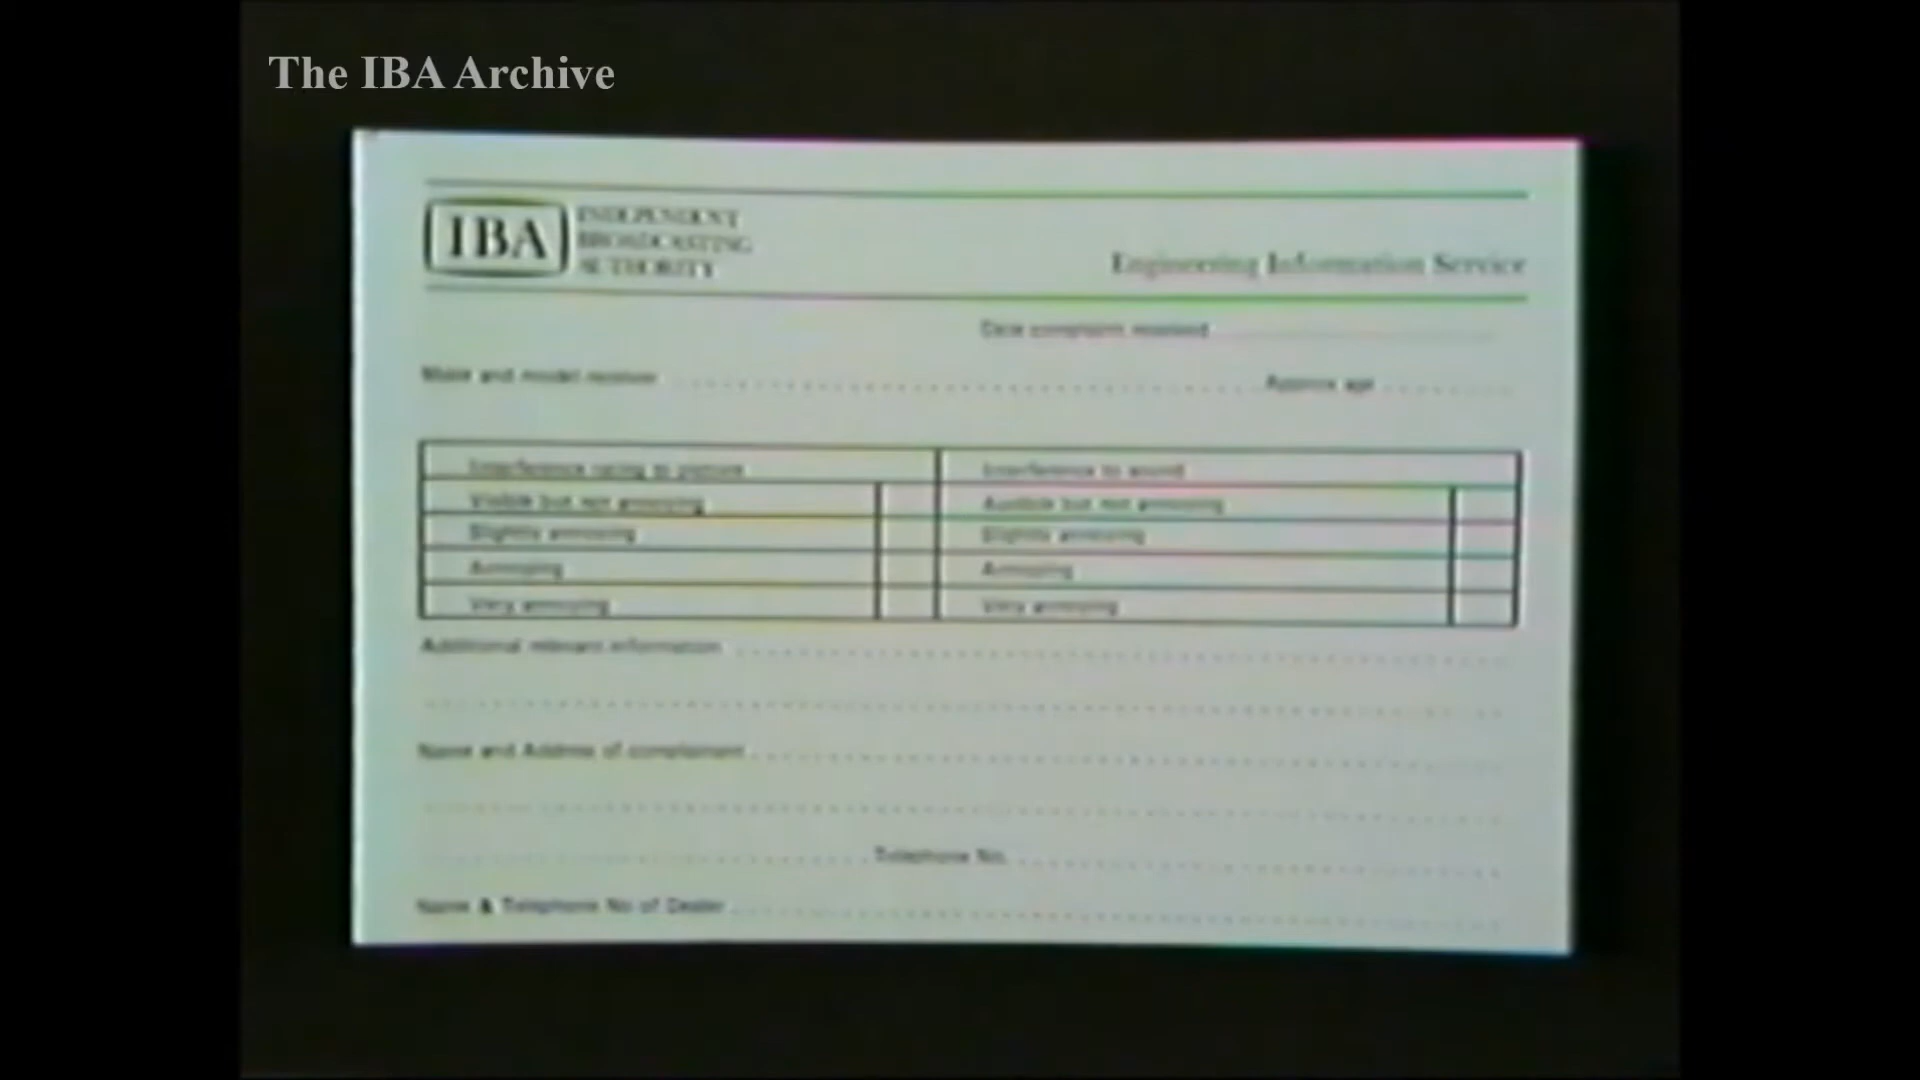 The IBA Archive
IBA INDEPENDENT
BROADCASTING
AUTHORITY
Engineering Information Service
Date complaint received
Make and model receiver Approx age
Interference to picture Interference to sound
Visible but not annoying Audible but not annoying
Slightly annoying Slightly annoying
Annoying Annoying
Very annoying Very annoying
Additional relevant information
Name and Address of complainant
Telephone No.
Name & Telephone No of Dealer